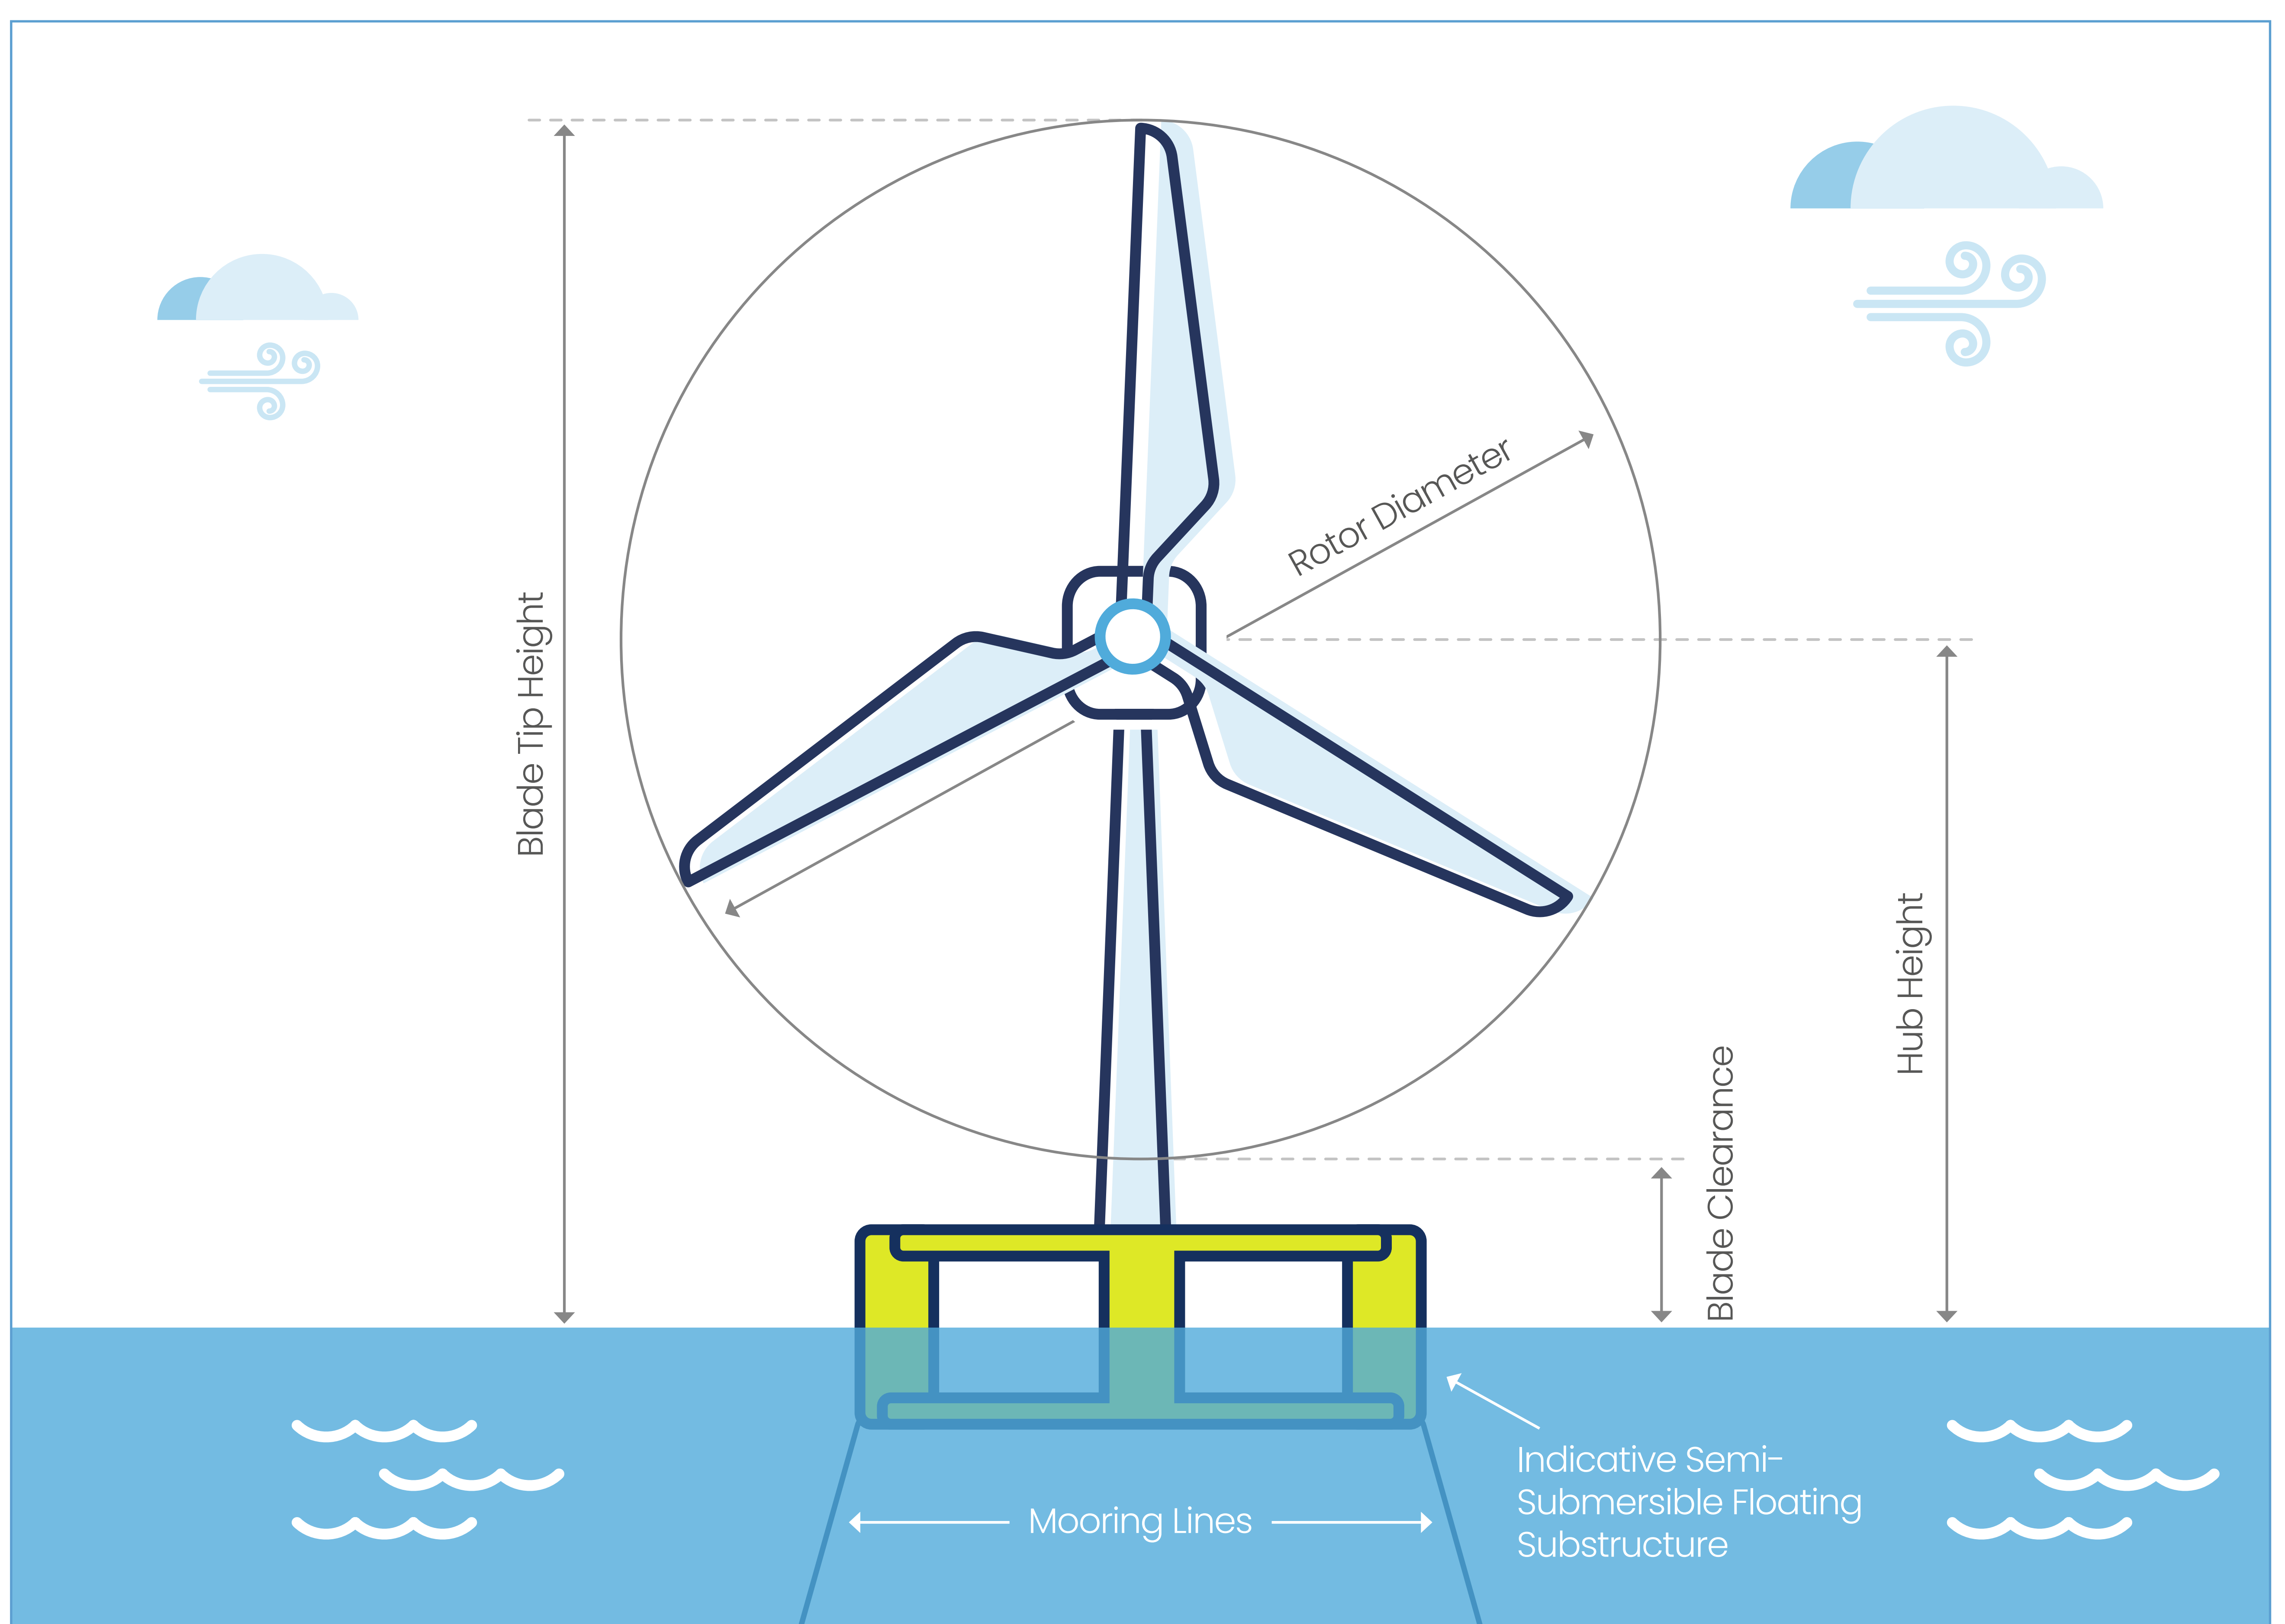 Rotor Diameter
Blade Tip Height
Hub Height
Blade Clearance
Indicative Semi-
Submersible Floating
Substructure
Mooring Lines